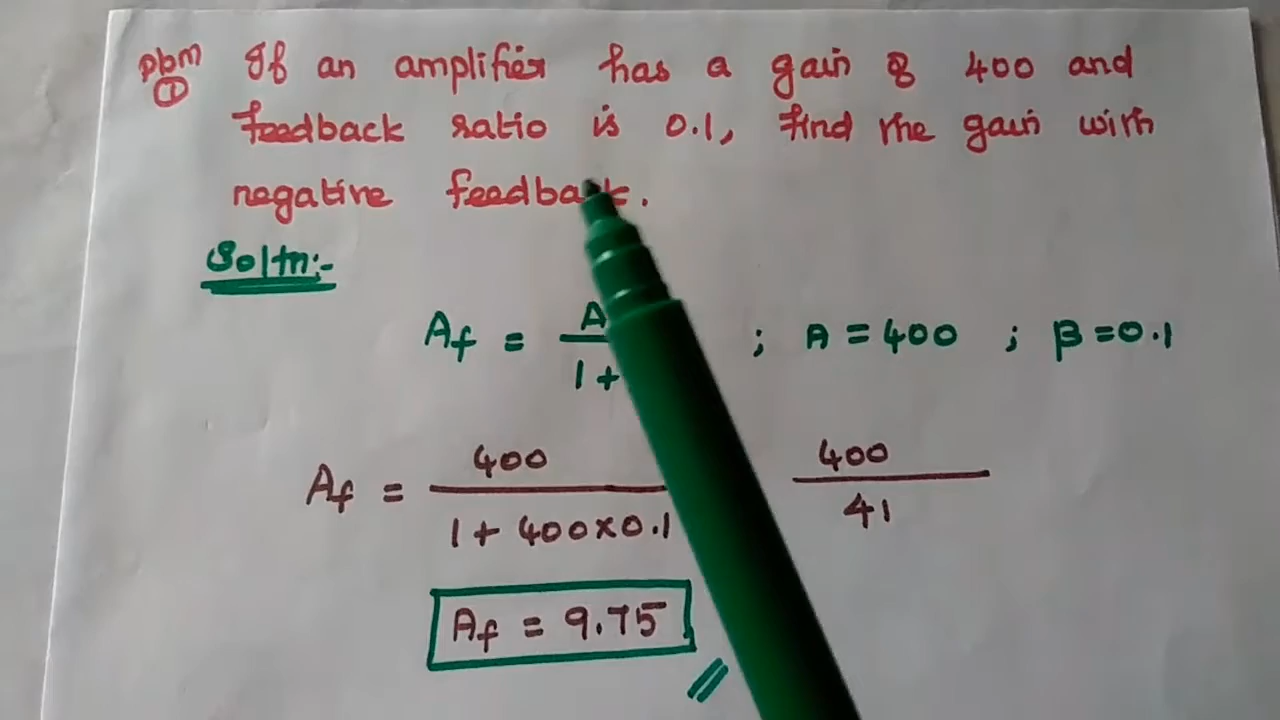 Pbm ① If an amplifier has a gain of 400 and
feedback ratio is 0.1, find the gain with
negative feedback.
Soltn:-
Af = A / 1+ ; A = 400 ; β = 0.1
Af = 400 / 1 + 400×0.1 400 / 41
Af = 9.75